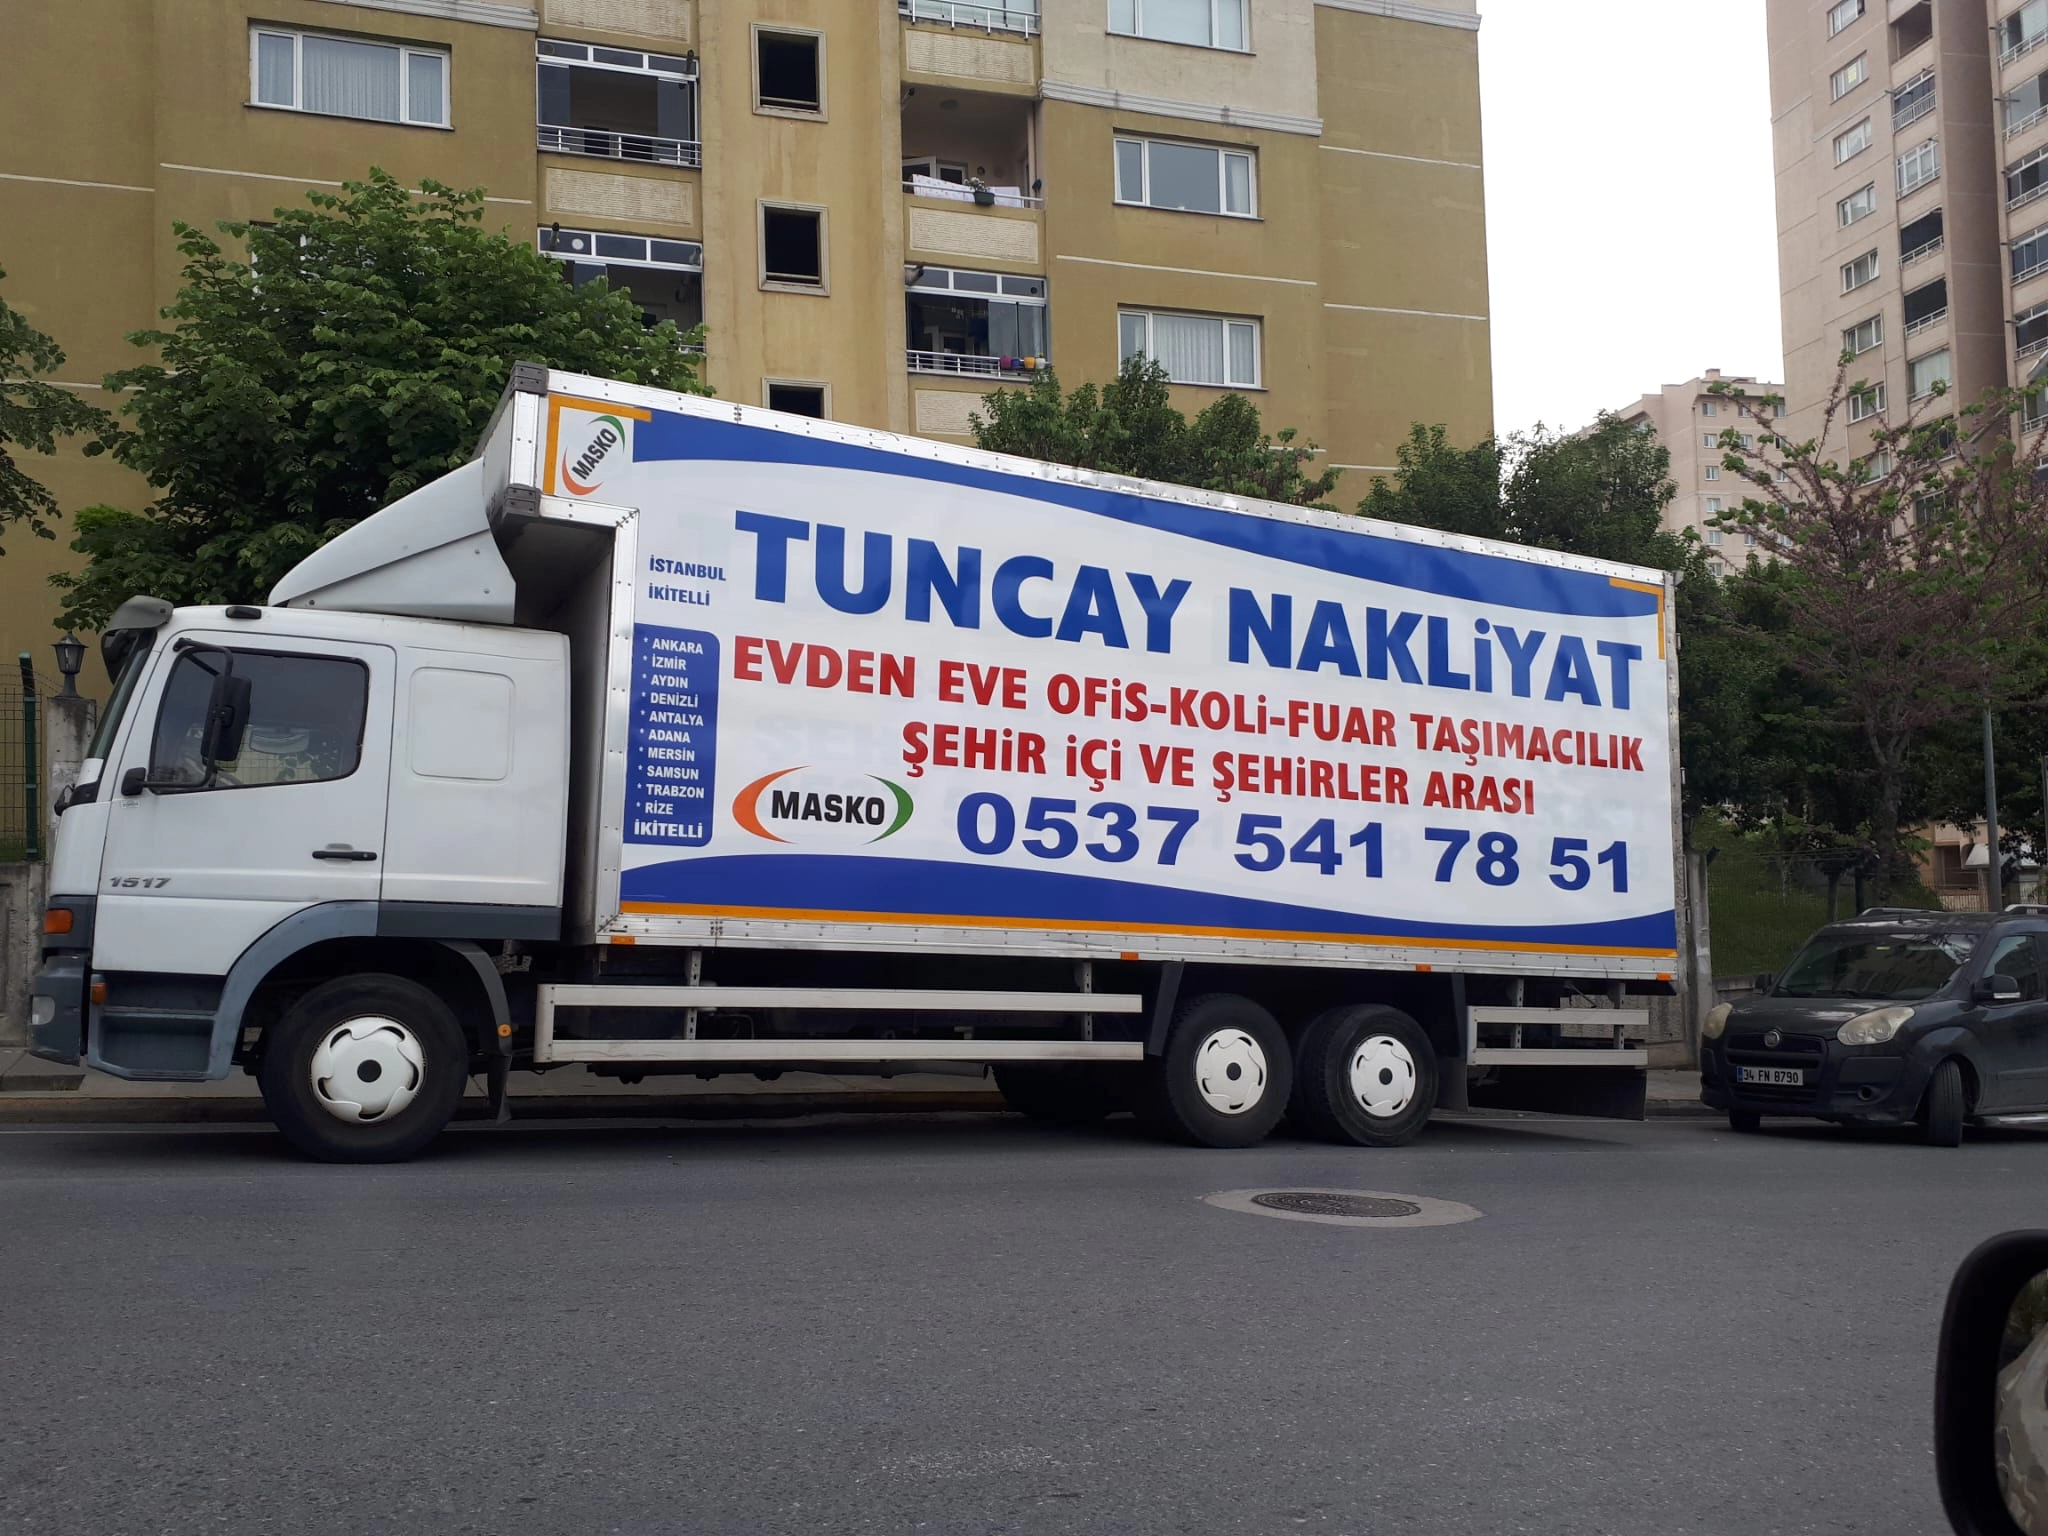 MASKO
İSTANBUL
İKİTELLİ
* ANKARA
* İZMİR
* AYDIN
* DENİZLİ
* ANTALYA
* ADANA
* MERSİN
* SAMSUN
* TRABZON
* RİZE
İKİTELLİ
TUNCAY NAKLİYAT
EVDEN EVE OFİS-KOLİ-FUAR TAŞIMACILIK
ŞEHİR İÇİ VE ŞEHİRLER ARASI
MASKO
0537 541 78 51
1517
34 FN 8790